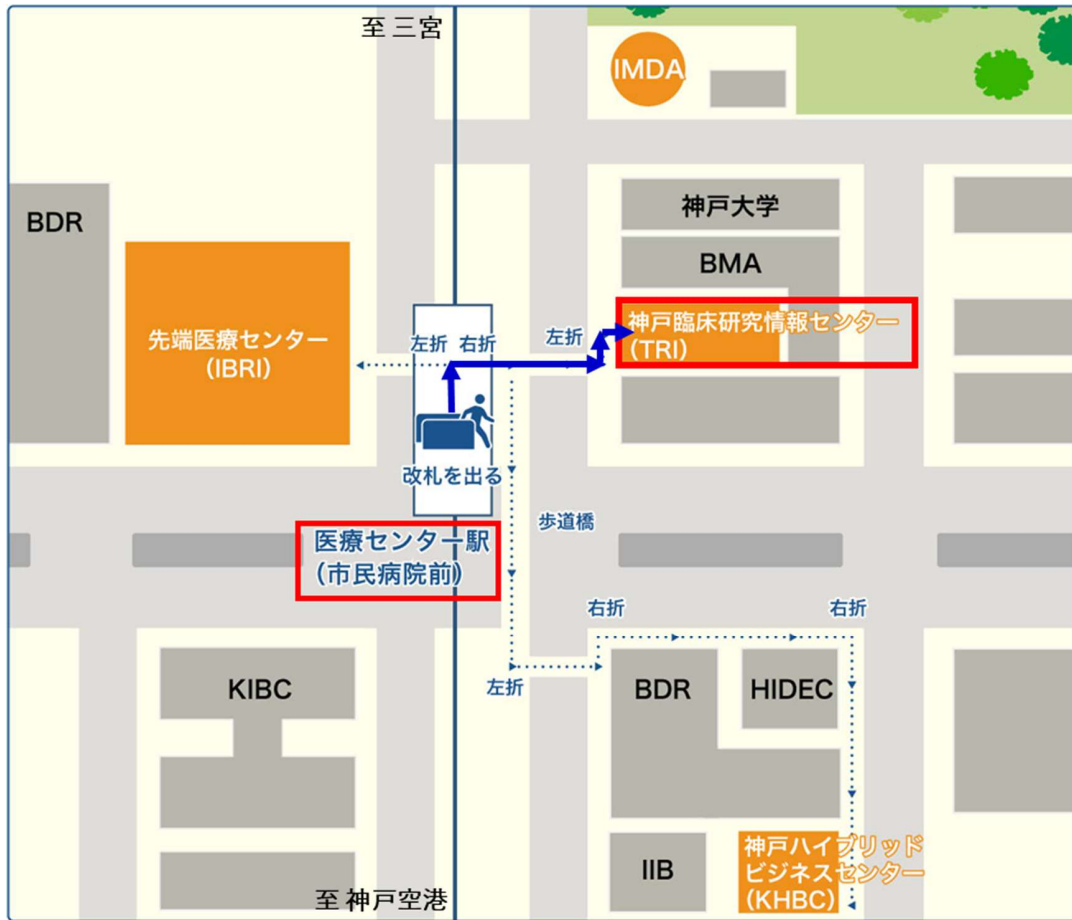 至 三宮
IMDA
神戸大学
BDR
BMA
先端医療センター
(IBRI)
左折
右折
左折
神戸臨床研究情報センター
(TRI)
改札を出る
医療センター駅
(市民病院前)
歩道橋
右折
右折
左折
KIBC
BDR
HIDEC
IIB
神戸ハイブリッド
ビジネスセンター
(KHBC)
至 神戸空港